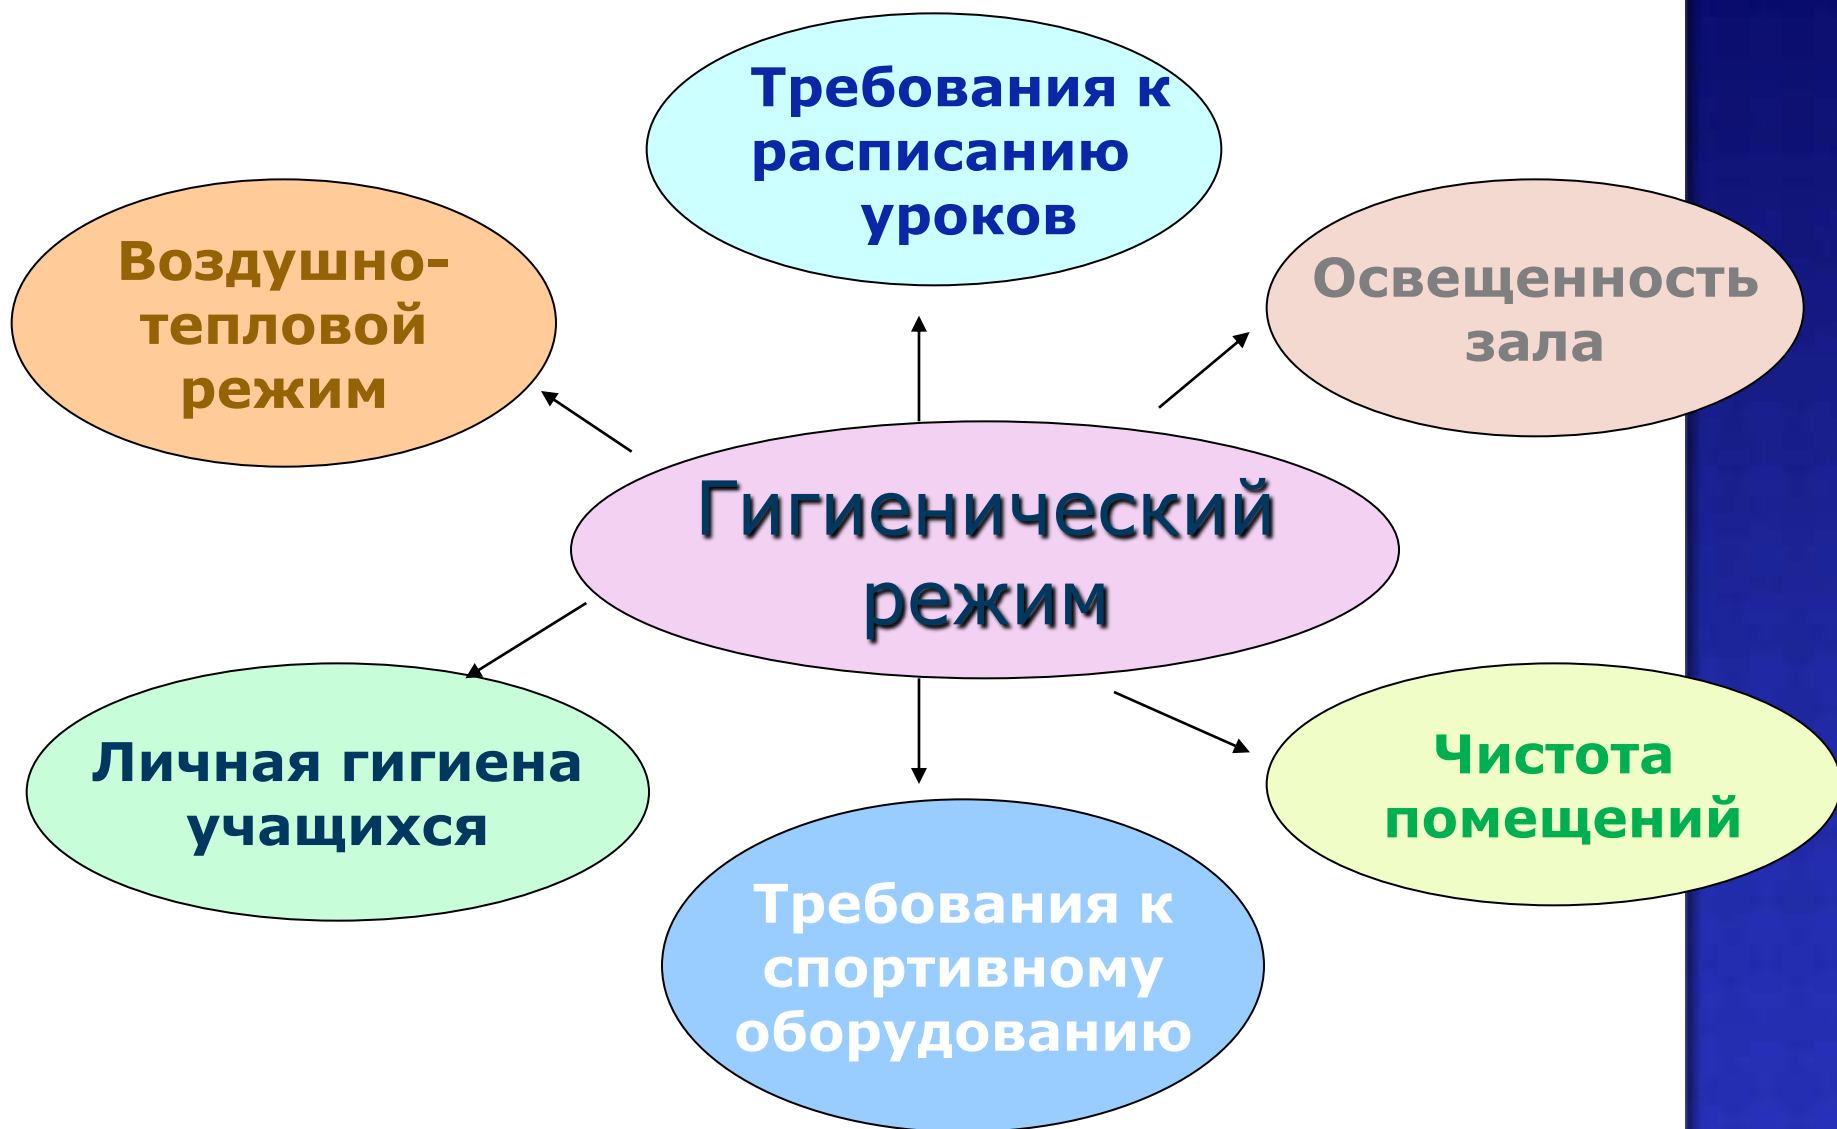 Требования к
расписанию
уроков
Воздушно-
тепловой
режим
Освещенность
зала
Гигиенический
режим
Личная гигиена
учащихся
Чистота
помещений
Требования к
спортивному
оборудованию